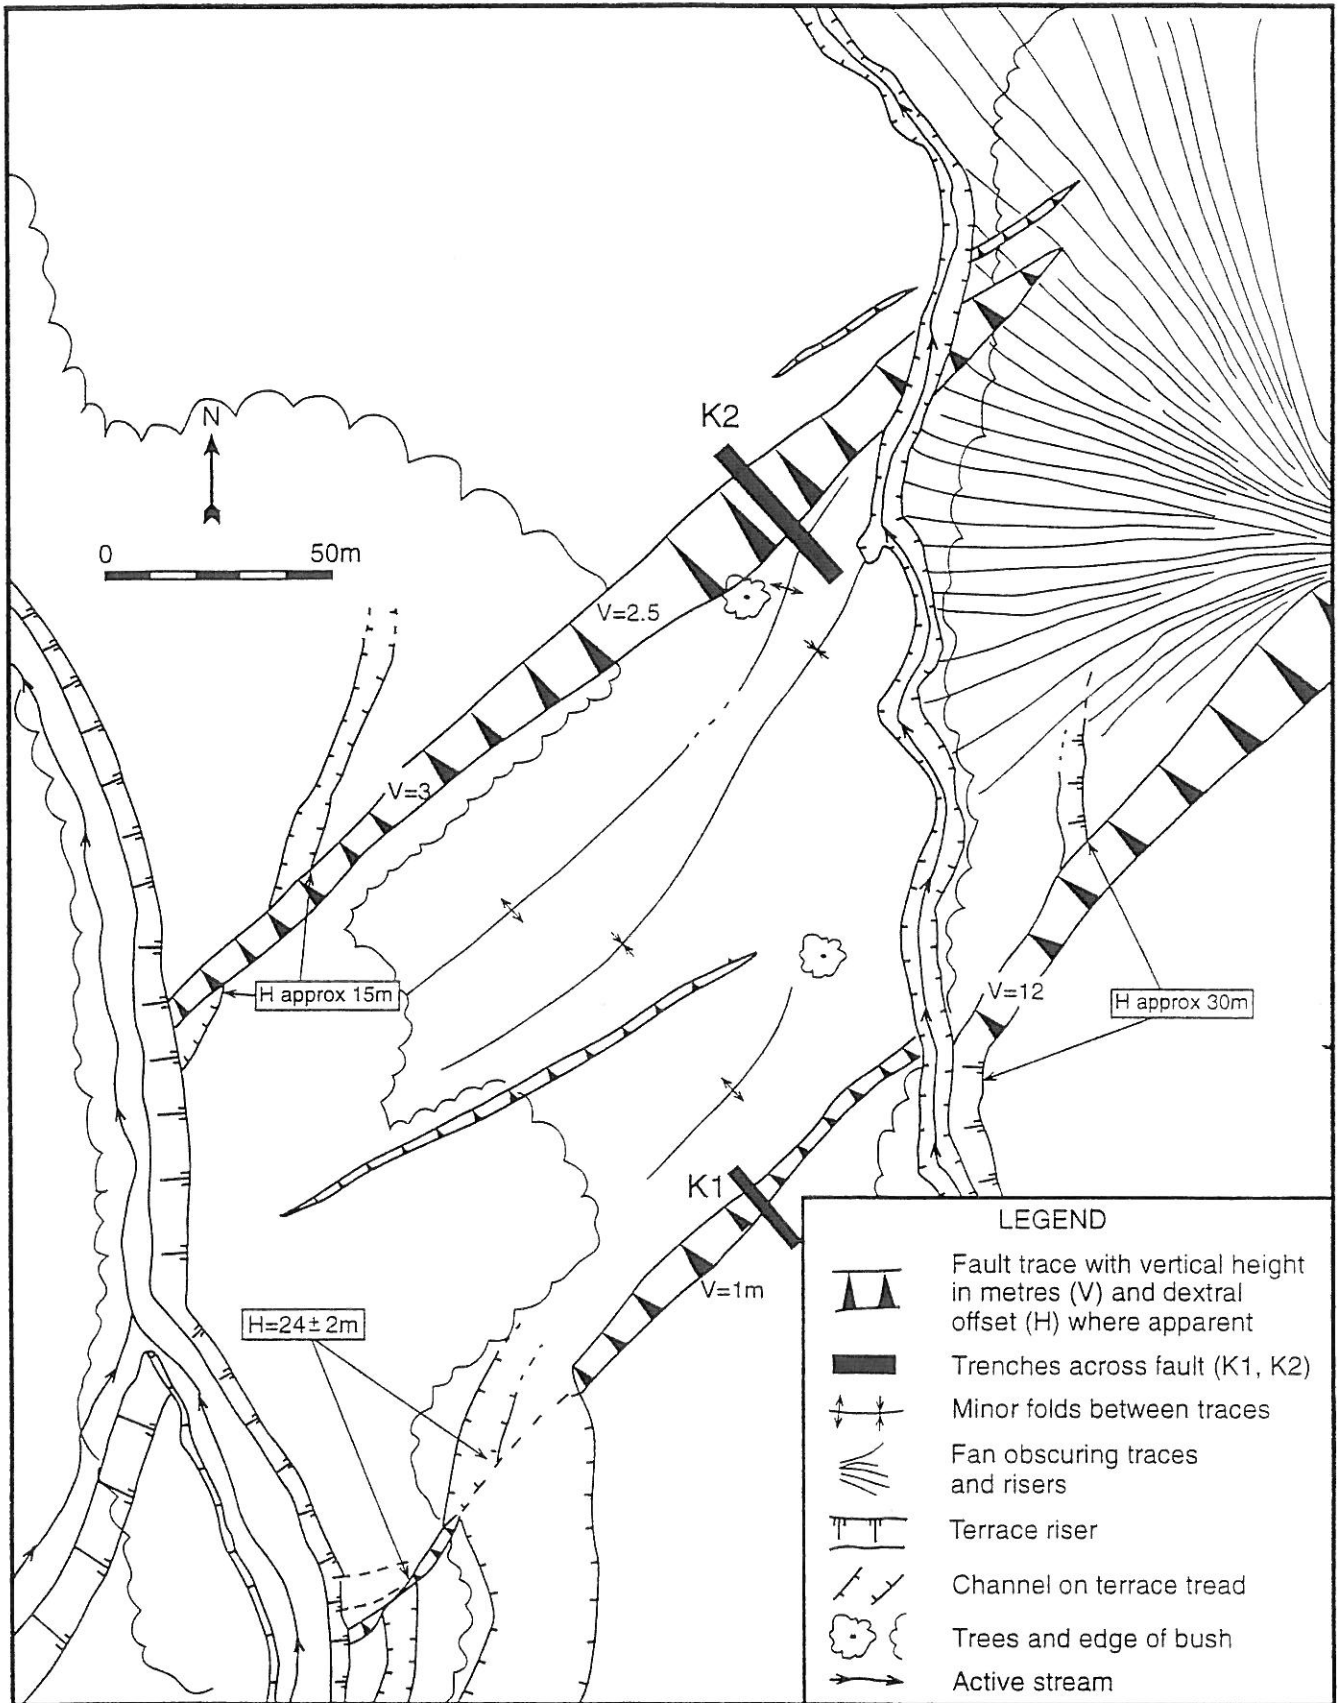 K2
N
0 50m
V=2.5
V=3
H approx 15m
V=12
H approx 30m
K1
V=1m
H=24±2m
LEGEND
Fault trace with vertical height
in metres (V) and dextral
offset (H) where apparent
Trenches across fault (K1, K2)
Minor folds between traces
Fan obscuring traces
and risers
Terrace riser
Channel on terrace tread
Trees and edge of bush
Active stream